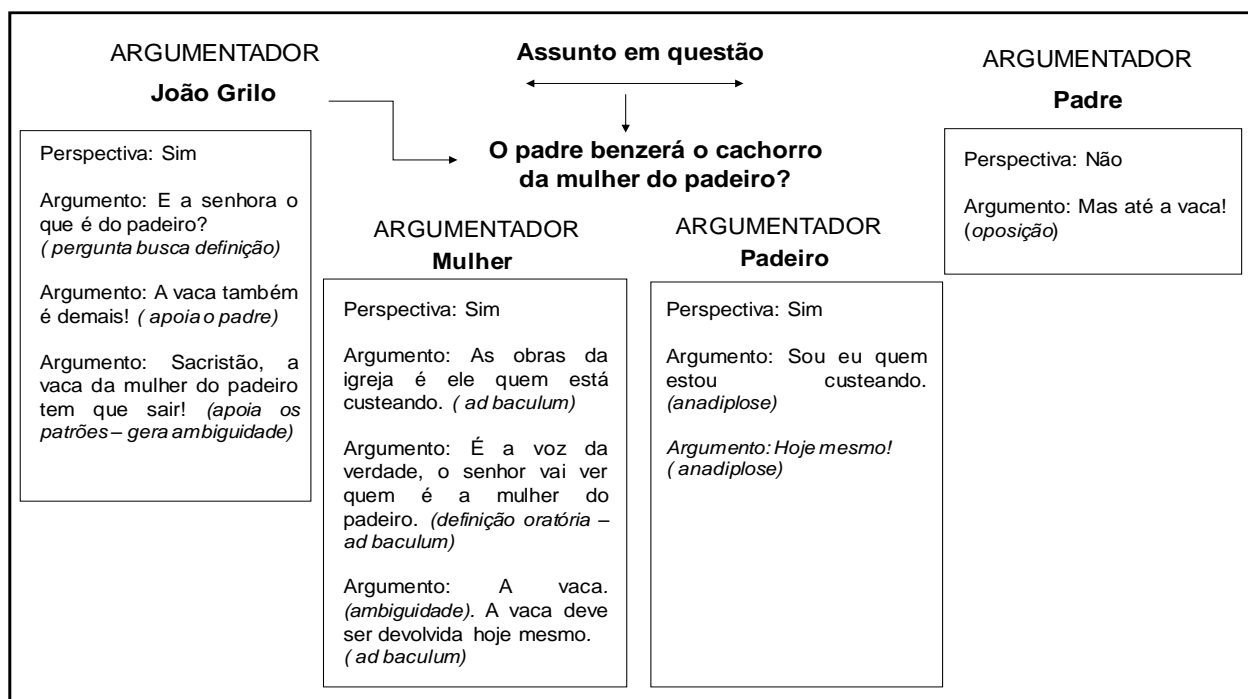 ARGUMENTADOR
João Grilo
Perspectiva: Sim
Argumento: E a senhora o
que é do padeiro?
( pergunta busca definição)
Argumento: A vaca também
é demais! ( apoia o padre)
Argumento: Sacristão, a
vaca da mulher do padeiro
tem que sair! (apoia os
patrões – gera ambiguidade)
Assunto em questão
O padre benzerá o cachorro
da mulher do padeiro?
ARGUMENTADOR
Mulher
Perspectiva: Sim
Argumento: As obras da
igreja é ele quem está
custeando. ( ad baculum)
Argumento: É a voz da
verdade, o senhor vai ver
quem é a mulher do
padeiro. (definição oratória –
ad baculum)
Argumento: A vaca.
(ambiguidade). A vaca deve
ser devolvida hoje mesmo.
( ad baculum)
ARGUMENTADOR
Padeiro
Perspectiva: Sim
Argumento: Sou eu quem
estou custeando.
(anadiplose)
Argumento: Hoje mesmo!
( anadiplose)
ARGUMENTADOR
Padre
Perspectiva: Não
Argumento: Mas até a vaca!
(oposição)